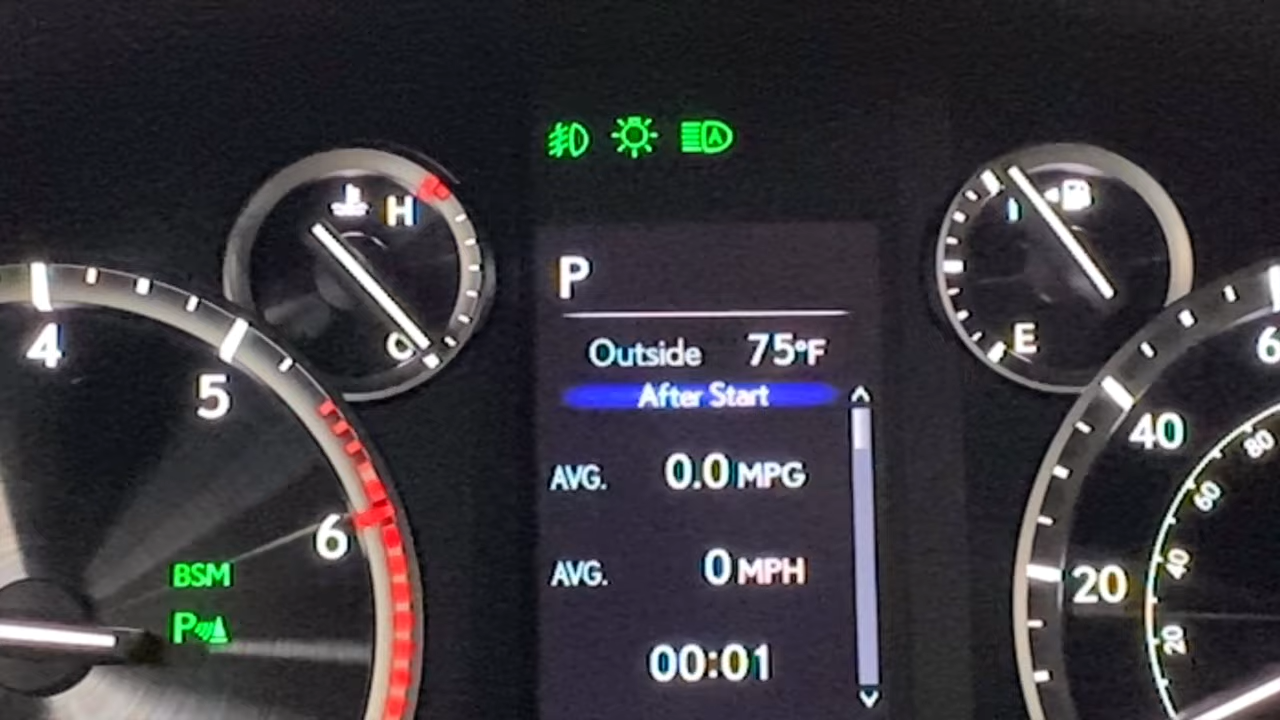 A
H
C
P
Outside 75°F
After Start
AVG. 0.0 MPG
AVG. 0 MPH
00:01
4
5
6
BSM
P
E
6
40
20
80
60
40
20